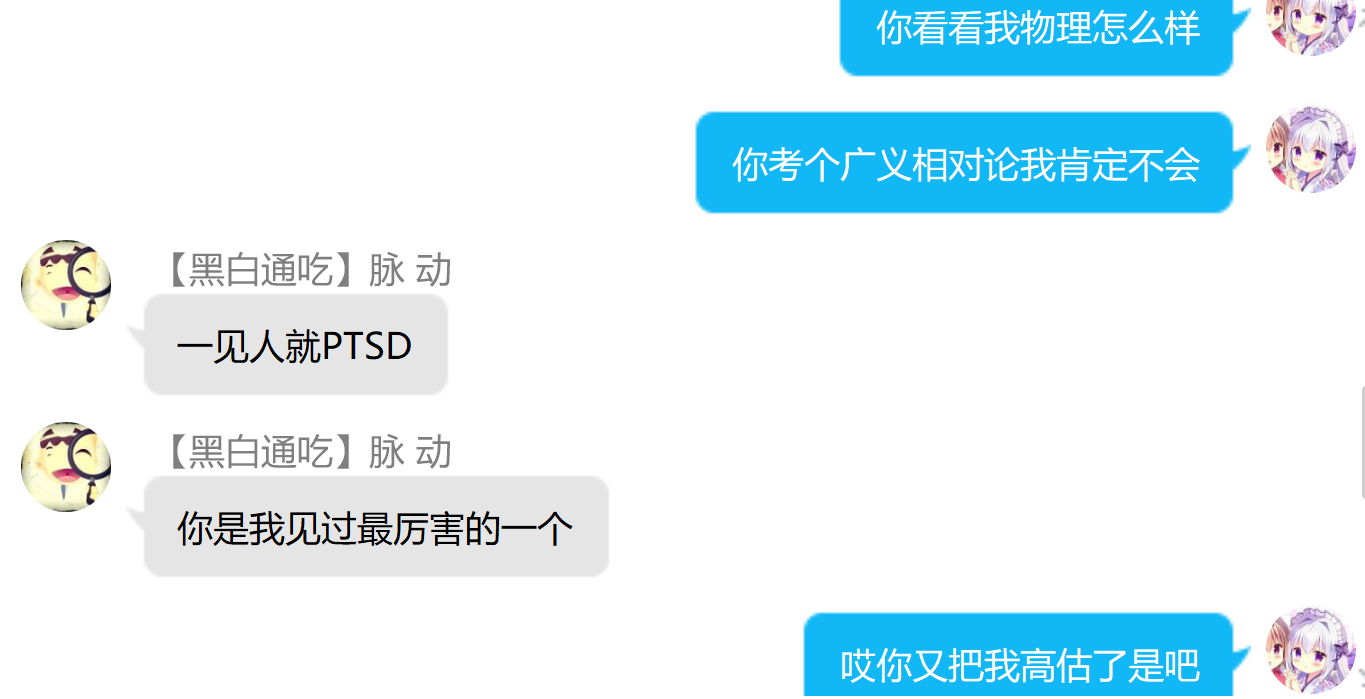 你看看我物理怎么样
你考个广义相对论我肯定不会
【黑白通吃】脉 动
一见人就PTSD
【黑白通吃】脉 动
你是我见过最厉害的一个
哎你又把我高估了是吧